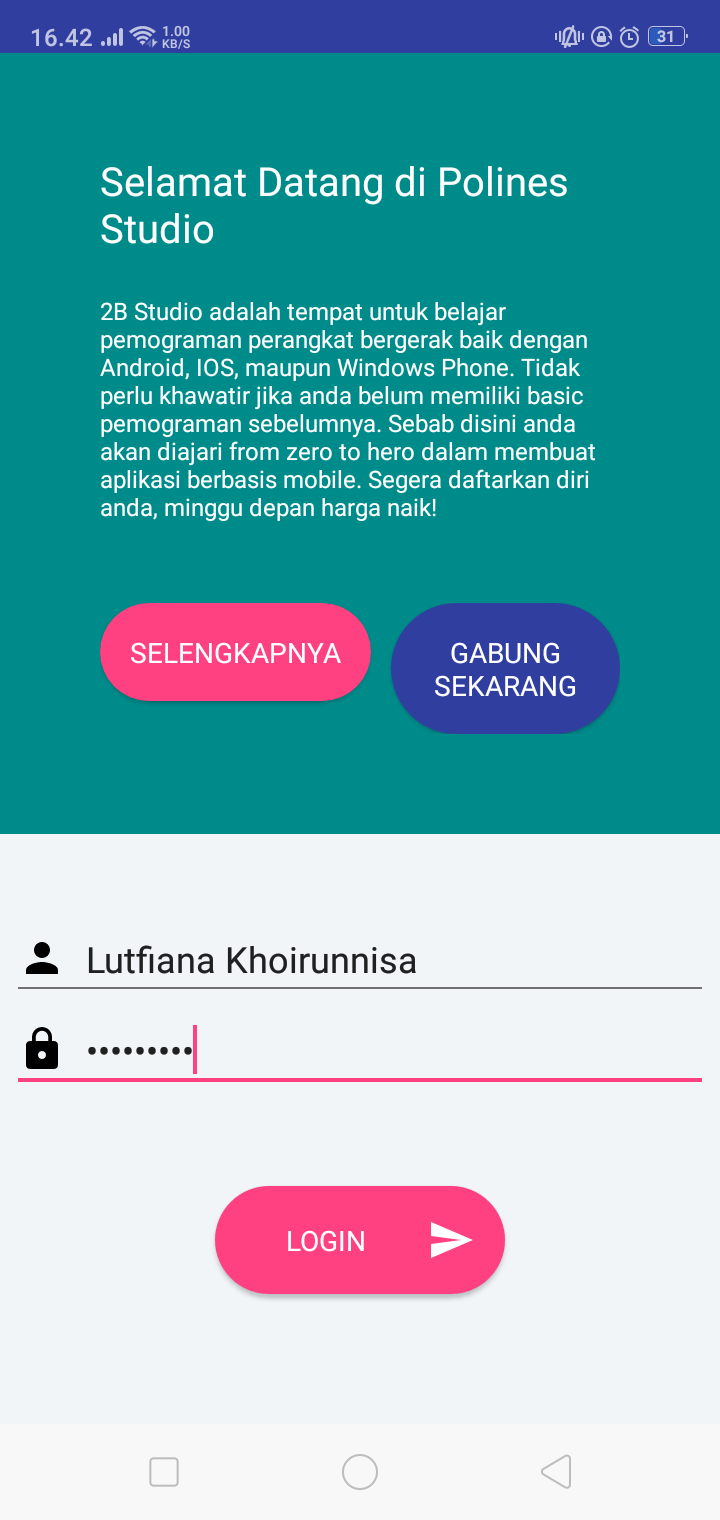 16.42
1.00
KB/S
31
Selamat Datang di Polines
Studio
2B Studio adalah tempat untuk belajar
pemograman perangkat bergerak baik dengan
Android, IOS, maupun Windows Phone. Tidak
perlu khawatir jika anda belum memiliki basic
pemograman sebelumnya. Sebab disini anda
akan diajari from zero to hero dalam membuat
aplikasi berbasis mobile. Segera daftarkan diri
anda, minggu depan harga naik!
SELENGKAPNYA
GABUNG
SEKARANG
Lutfiana Khoirunnisa
•••••••••
LOGIN